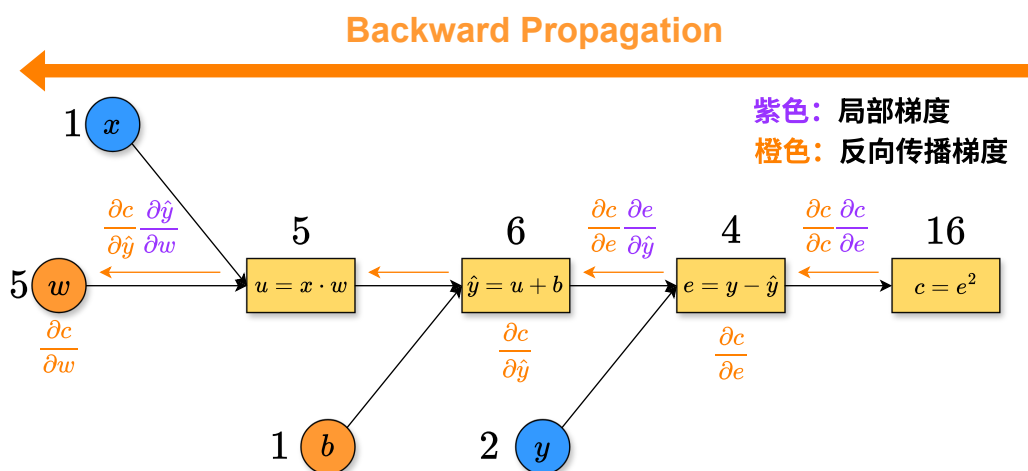 Backward Propagation
紫色：局部梯度
橙色：反向传播梯度
1 x
∂c/∂ŷ ∂ŷ/∂w
5
6
∂c/∂e ∂e/∂ŷ
4
∂c/∂c ∂c/∂e
16
5 w
u = x · w
ŷ = u + b
e = y − ŷ
c = e²
∂c/∂w
∂c/∂ŷ
∂c/∂e
1 b
2 y